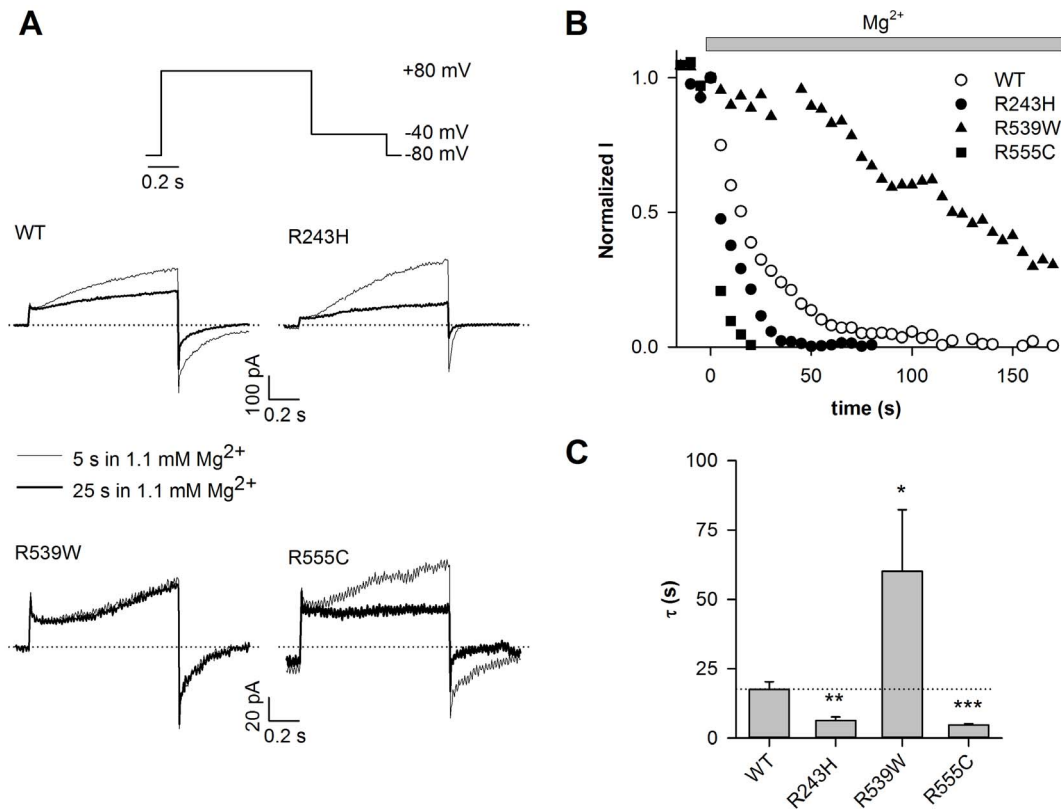 A
+80 mV
-40 mV
-80 mV
0.2 s
WT
R243H
100 pA
0.2 s
5 s in 1.1 mM Mg2+
25 s in 1.1 mM Mg2+
R539W
R555C
20 pA
0.2 s
B
Mg2+
Normalized I
1.0
0.5
0.0
0
50
100
150
time (s)
WT
R243H
R539W
R555C
C
τ (s)
100
75
50
25
0
**
*
***
WT
R243H
R539W
R555C